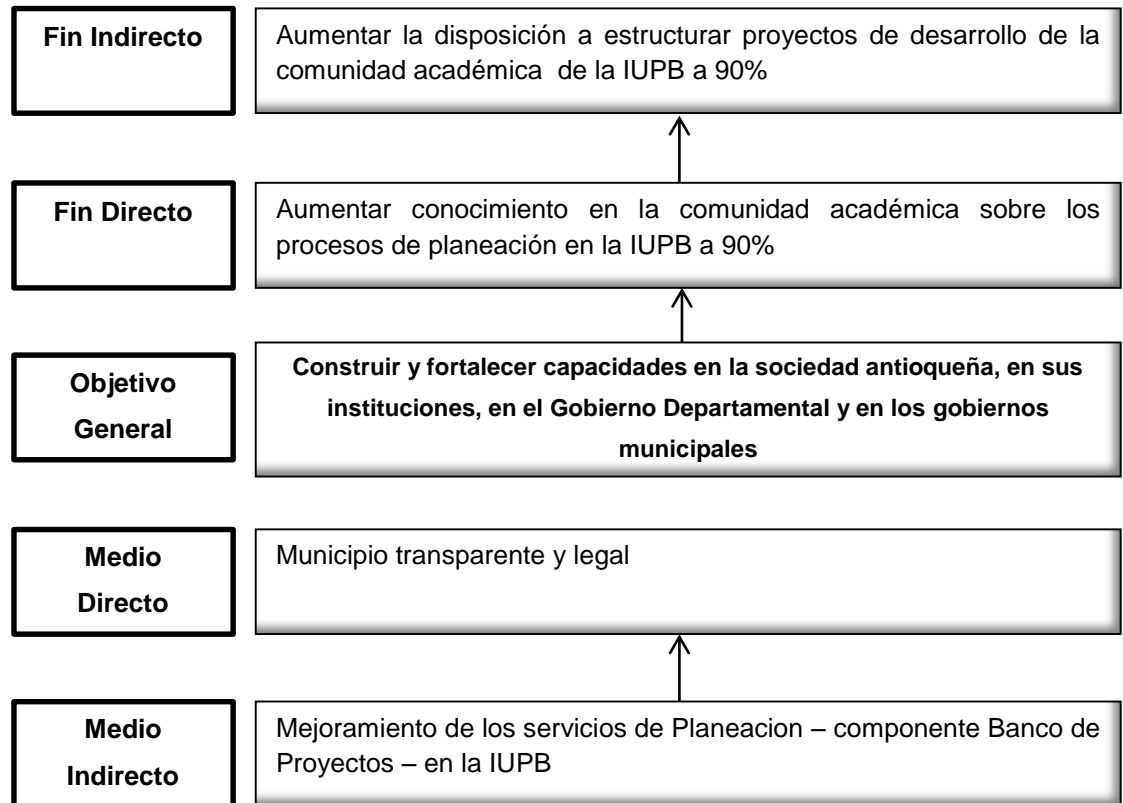 Fin Indirecto
Aumentar la disposición a estructurar proyectos de desarrollo de la
comunidad académica de la IUPB a 90%
Fin Directo
Aumentar conocimiento en la comunidad académica sobre los
procesos de planeación en la IUPB a 90%
Objetivo
General
Construir y fortalecer capacidades en la sociedad antioqueña, en sus
instituciones, en el Gobierno Departamental y en los gobiernos
municipales
Medio
Directo
Municipio transparente y legal
Medio
Indirecto
Mejoramiento de los servicios de Planeacion – componente Banco de
Proyectos – en la IUPB